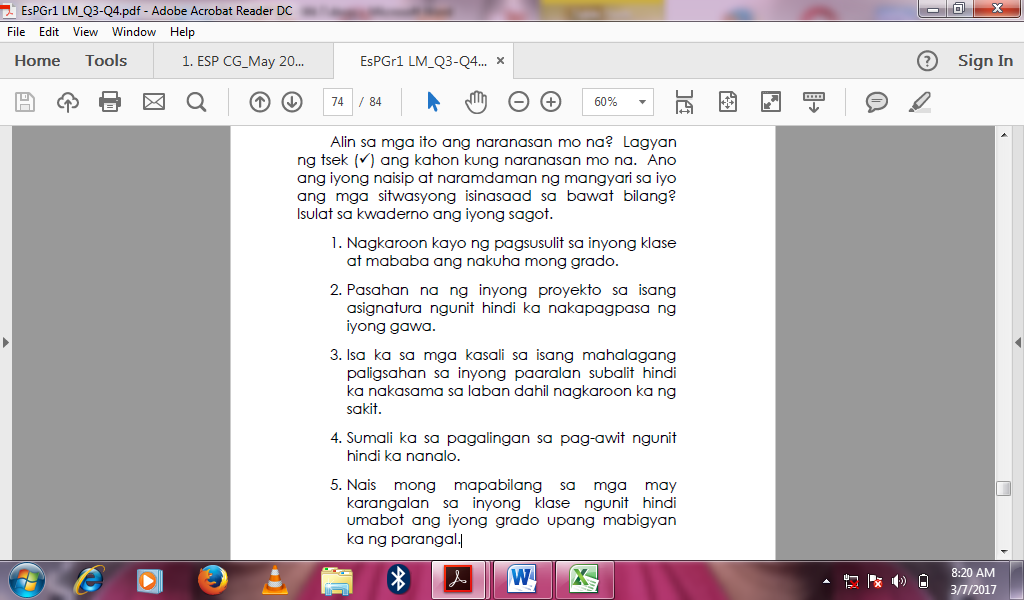 EsPGr1 LM_Q3-Q4.pdf - Adobe Acrobat Reader DC
File Edit View Window Help
Home Tools 1. ESP CG_May 20... EsPGr1 LM_Q3-Q4... × Sign In
74 / 84 60%
Alin sa mga ito ang naranasan mo na? Lagyan
ng tsek (✓) ang kahon kung naranasan mo na. Ano
ang iyong naisip at naramdaman ng mangyari sa iyo
ang mga sitwasyong isinasaad sa bawat bilang?
Isulat sa kwaderno ang iyong sagot.
1. Nagkaroon kayo ng pagsusulit sa inyong klase
at mababa ang nakuha mong grado.
2. Pasahan na ng inyong proyekto sa isang
asignatura ngunit hindi ka nakapagpasa ng
iyong gawa.
3. Isa ka sa mga kasali sa isang mahalagang
paligsahan sa inyong paaralan subalit hindi
ka nakasama sa laban dahil nagkaroon ka ng
sakit.
4. Sumali ka sa pagalingan sa pag-awit ngunit
hindi ka nanalo.
5. Nais mong mapabilang sa mga may
karangalan sa inyong klase ngunit hindi
umabot ang iyong grado upang mabigyan
ka ng parangal.
8:20 AM
3/7/2017